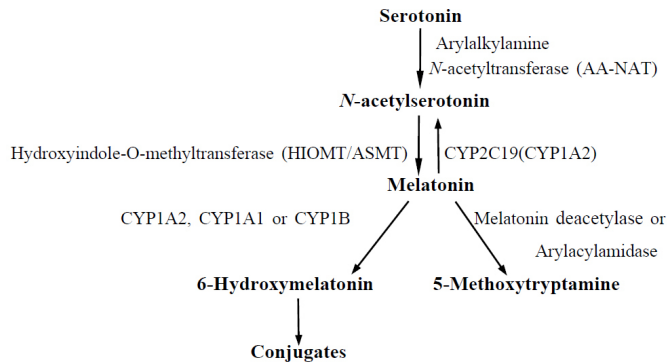 Serotonin
Arylalkylamine
N-acetyltransferase (AA-NAT)
N-acetylserotonin
Hydroxyindole-O-methyltransferase (HIOMT/ASMT)
CYP2C19(CYP1A2)
Melatonin
CYP1A2, CYP1A1 or CYP1B
Melatonin deacetylase or
Arylacylamidase
6-Hydroxymelatonin
5-Methoxytryptamine
Conjugates